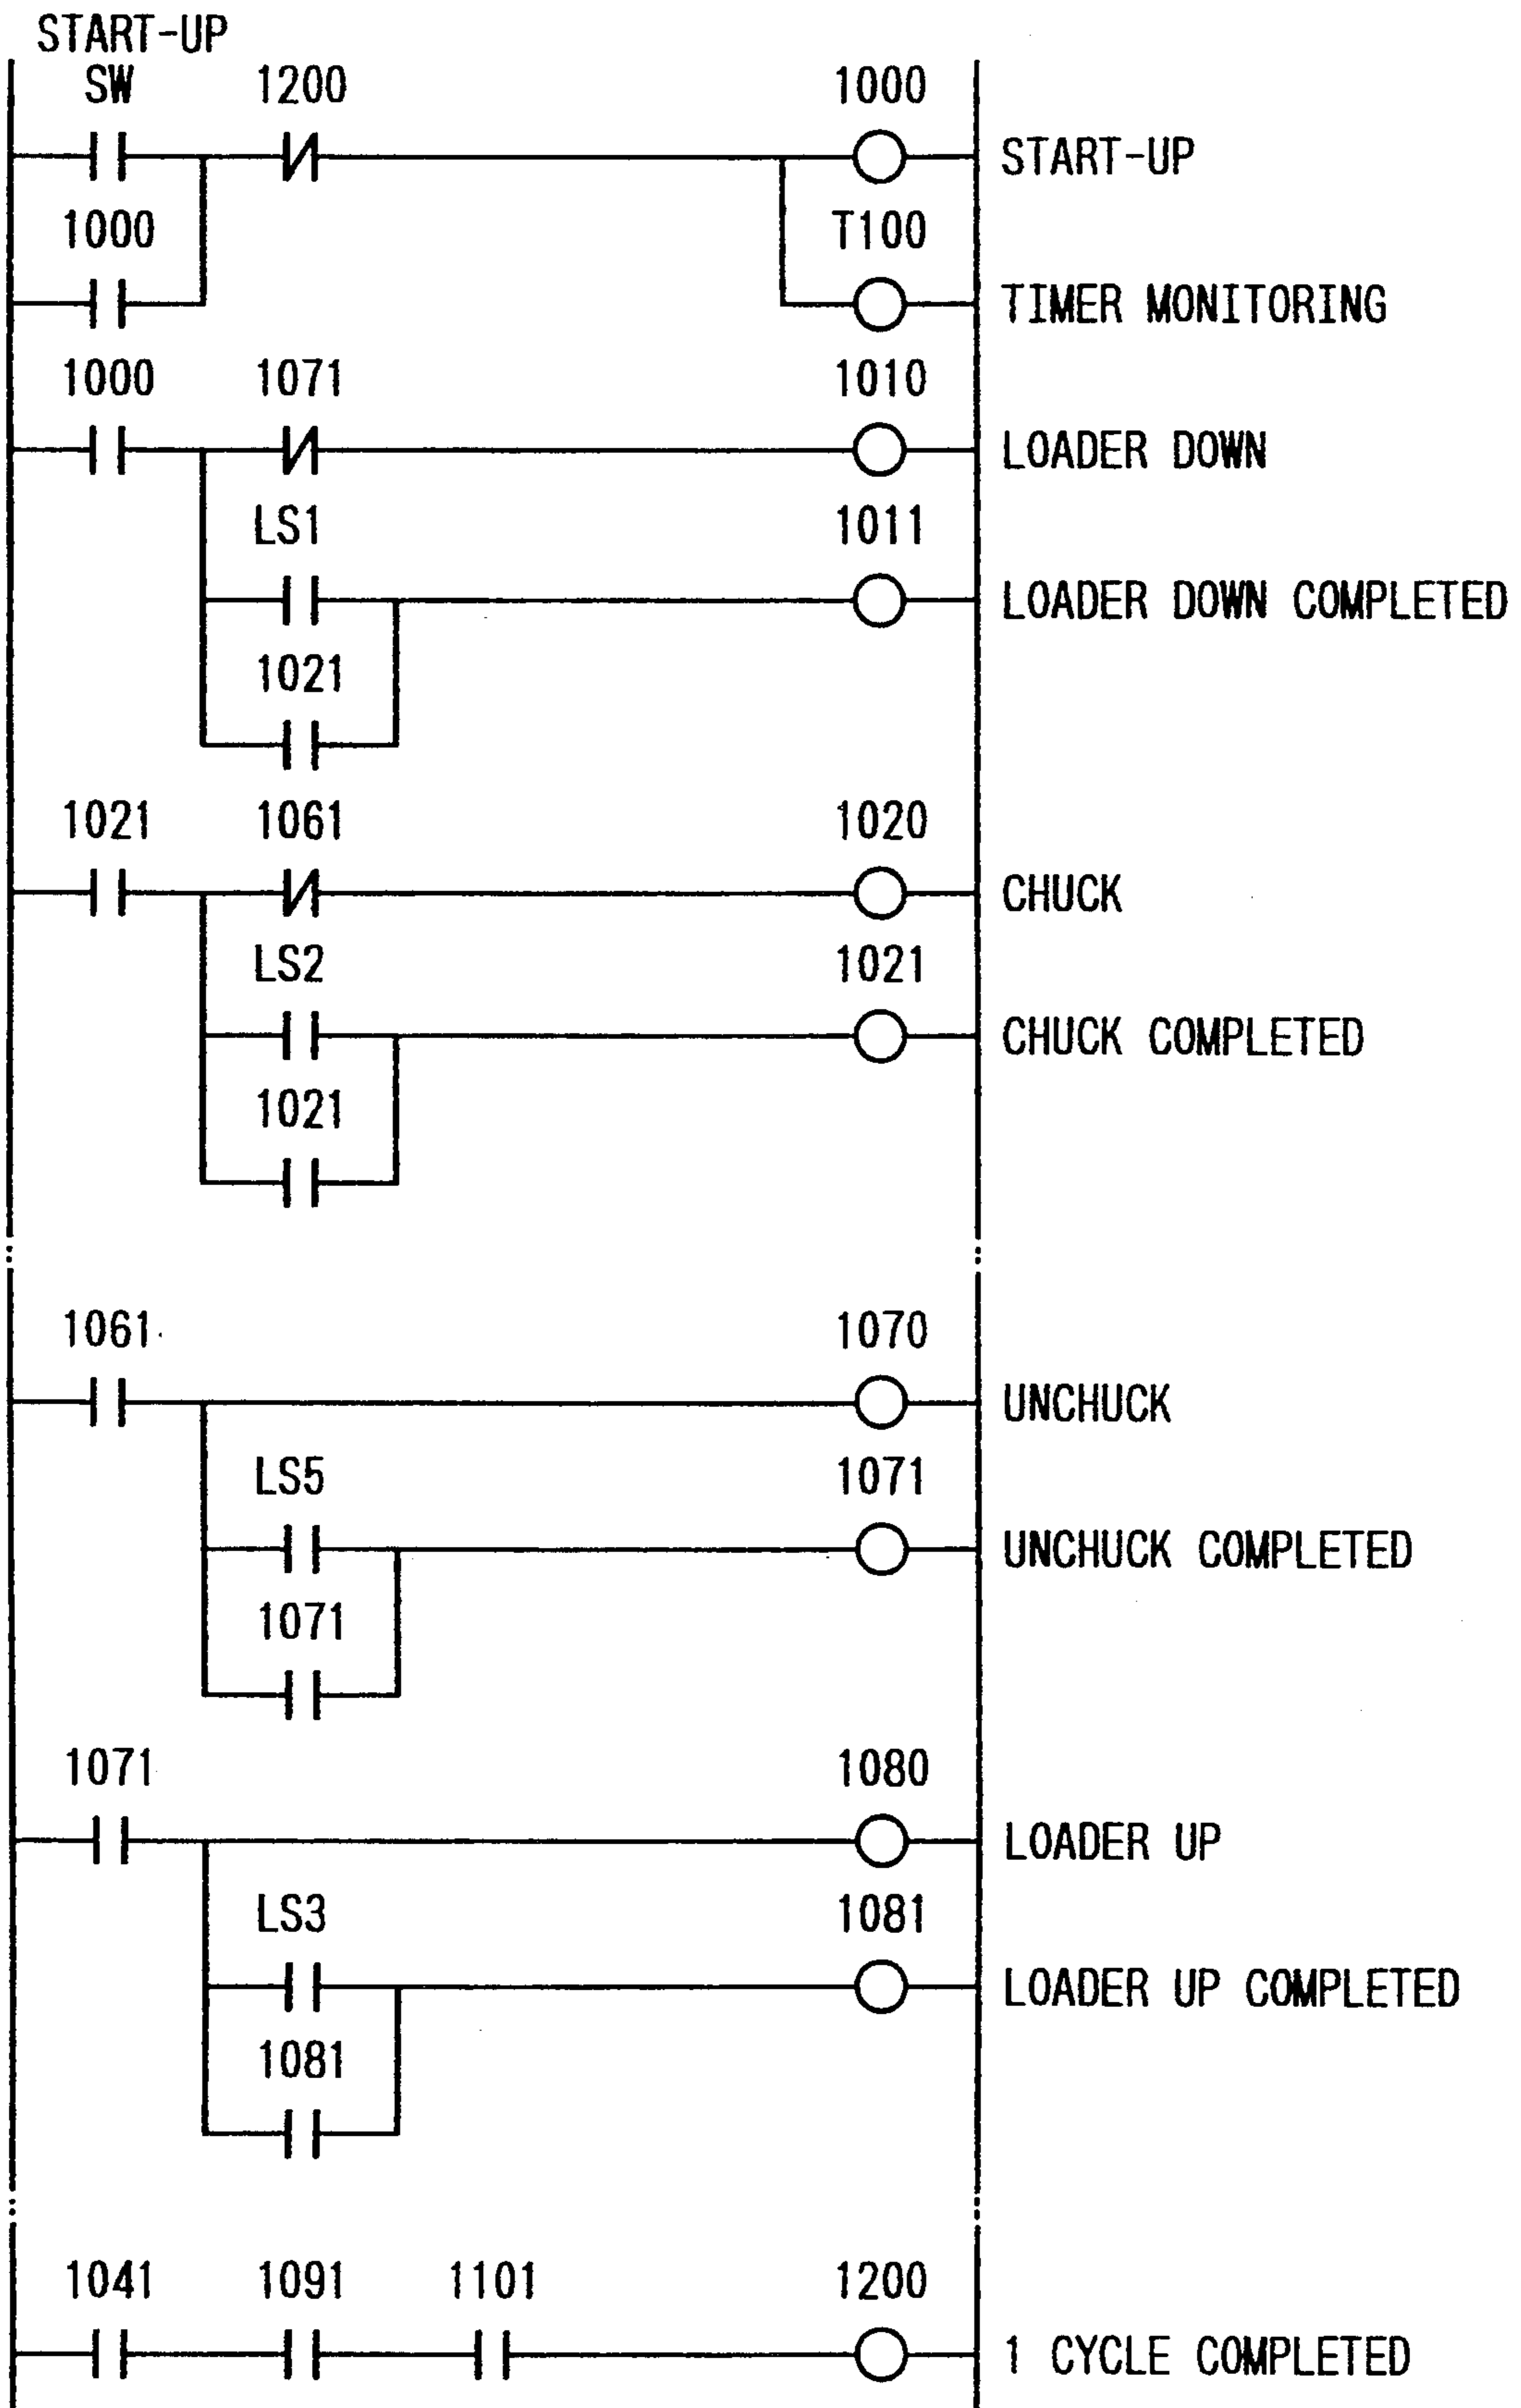 START-UP
SW 1200 1000
START-UP
1000 T100
TIMER MONITORING
1000 1071 1010
LOADER DOWN
LS1 1011
LOADER DOWN COMPLETED
1021
1021 1061 1020
CHUCK
LS2 1021
CHUCK COMPLETED
1021
1061 1070
UNCHUCK
LS5 1071
UNCHUCK COMPLETED
1071
1071 1080
LOADER UP
LS3 1081
LOADER UP COMPLETED
1081
1041 1091 1101 1200
1 CYCLE COMPLETED